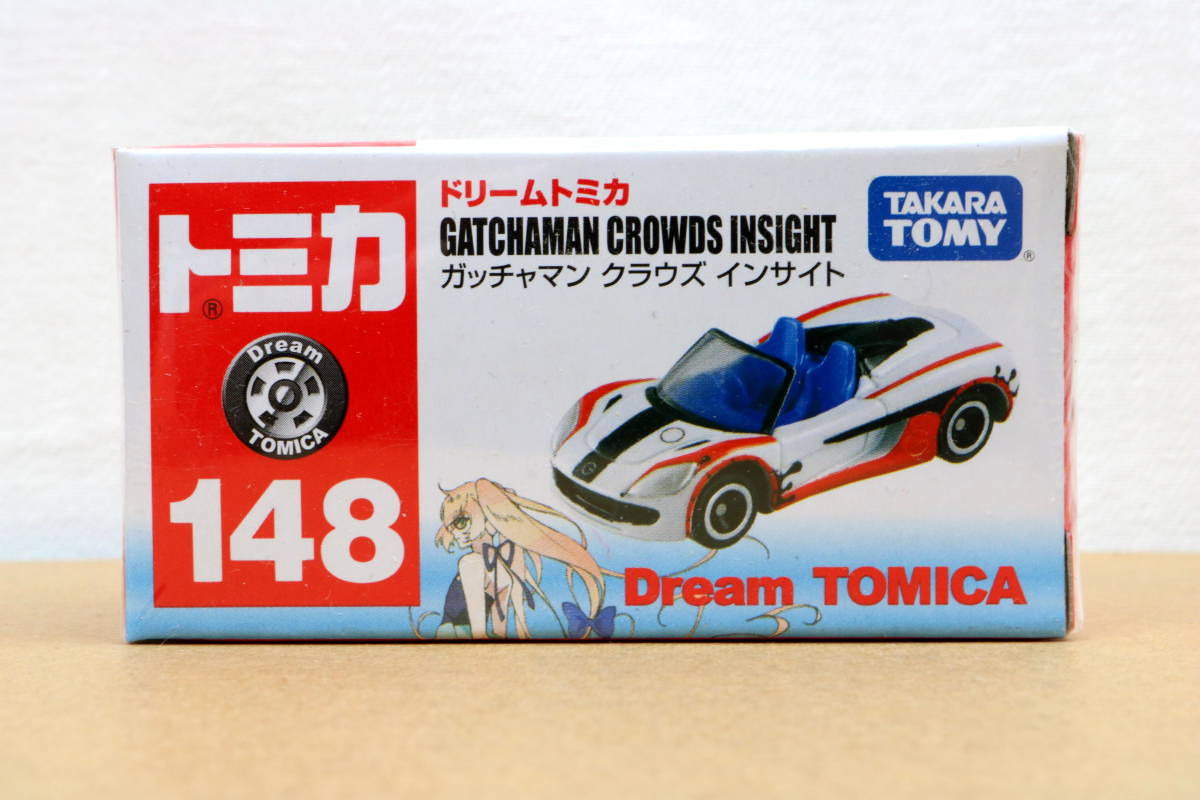 トミカ
®
Dream
TOMICA
148
ドリームトミカ
GATCHAMAN CROWDS INSIGHT
ガッチャマン クラウズ インサイト
TAKARA
TOMY
®
G
Dream TOMICA